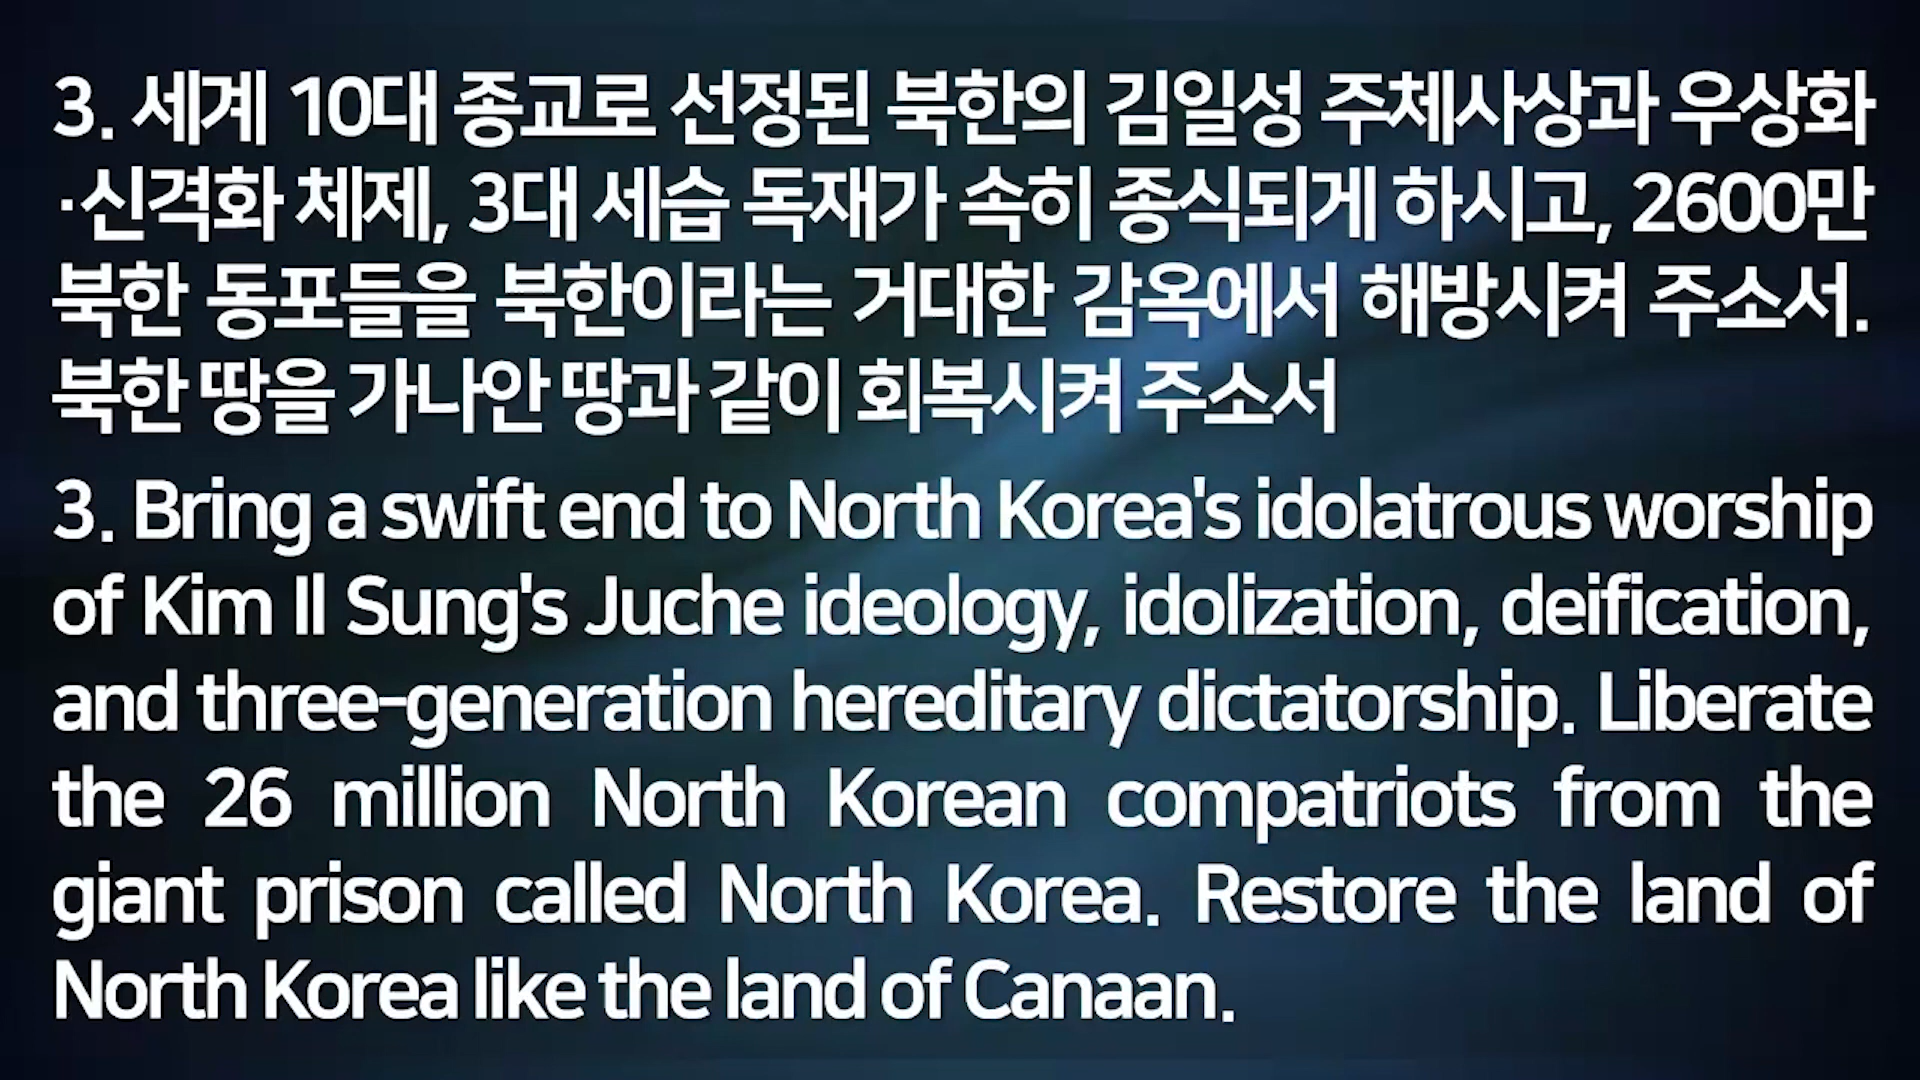 3. 세계 10대 종교로 선정된 북한의 김일성 주체사상과 우상화
·신격화 체제, 3대 세습 독재가 속히 종식되게 하시고, 2600만
북한 동포들을 북한이라는 거대한 감옥에서 해방시켜 주소서.
북한 땅을 가나안 땅과 같이 회복시켜 주소서
3. Bring a swift end to North Korea's idolatrous worship
of Kim Il Sung's Juche ideology, idolization, deification,
and three-generation hereditary dictatorship. Liberate
the 26 million North Korean compatriots from the
giant prison called North Korea. Restore the land of
North Korea like the land of Canaan.